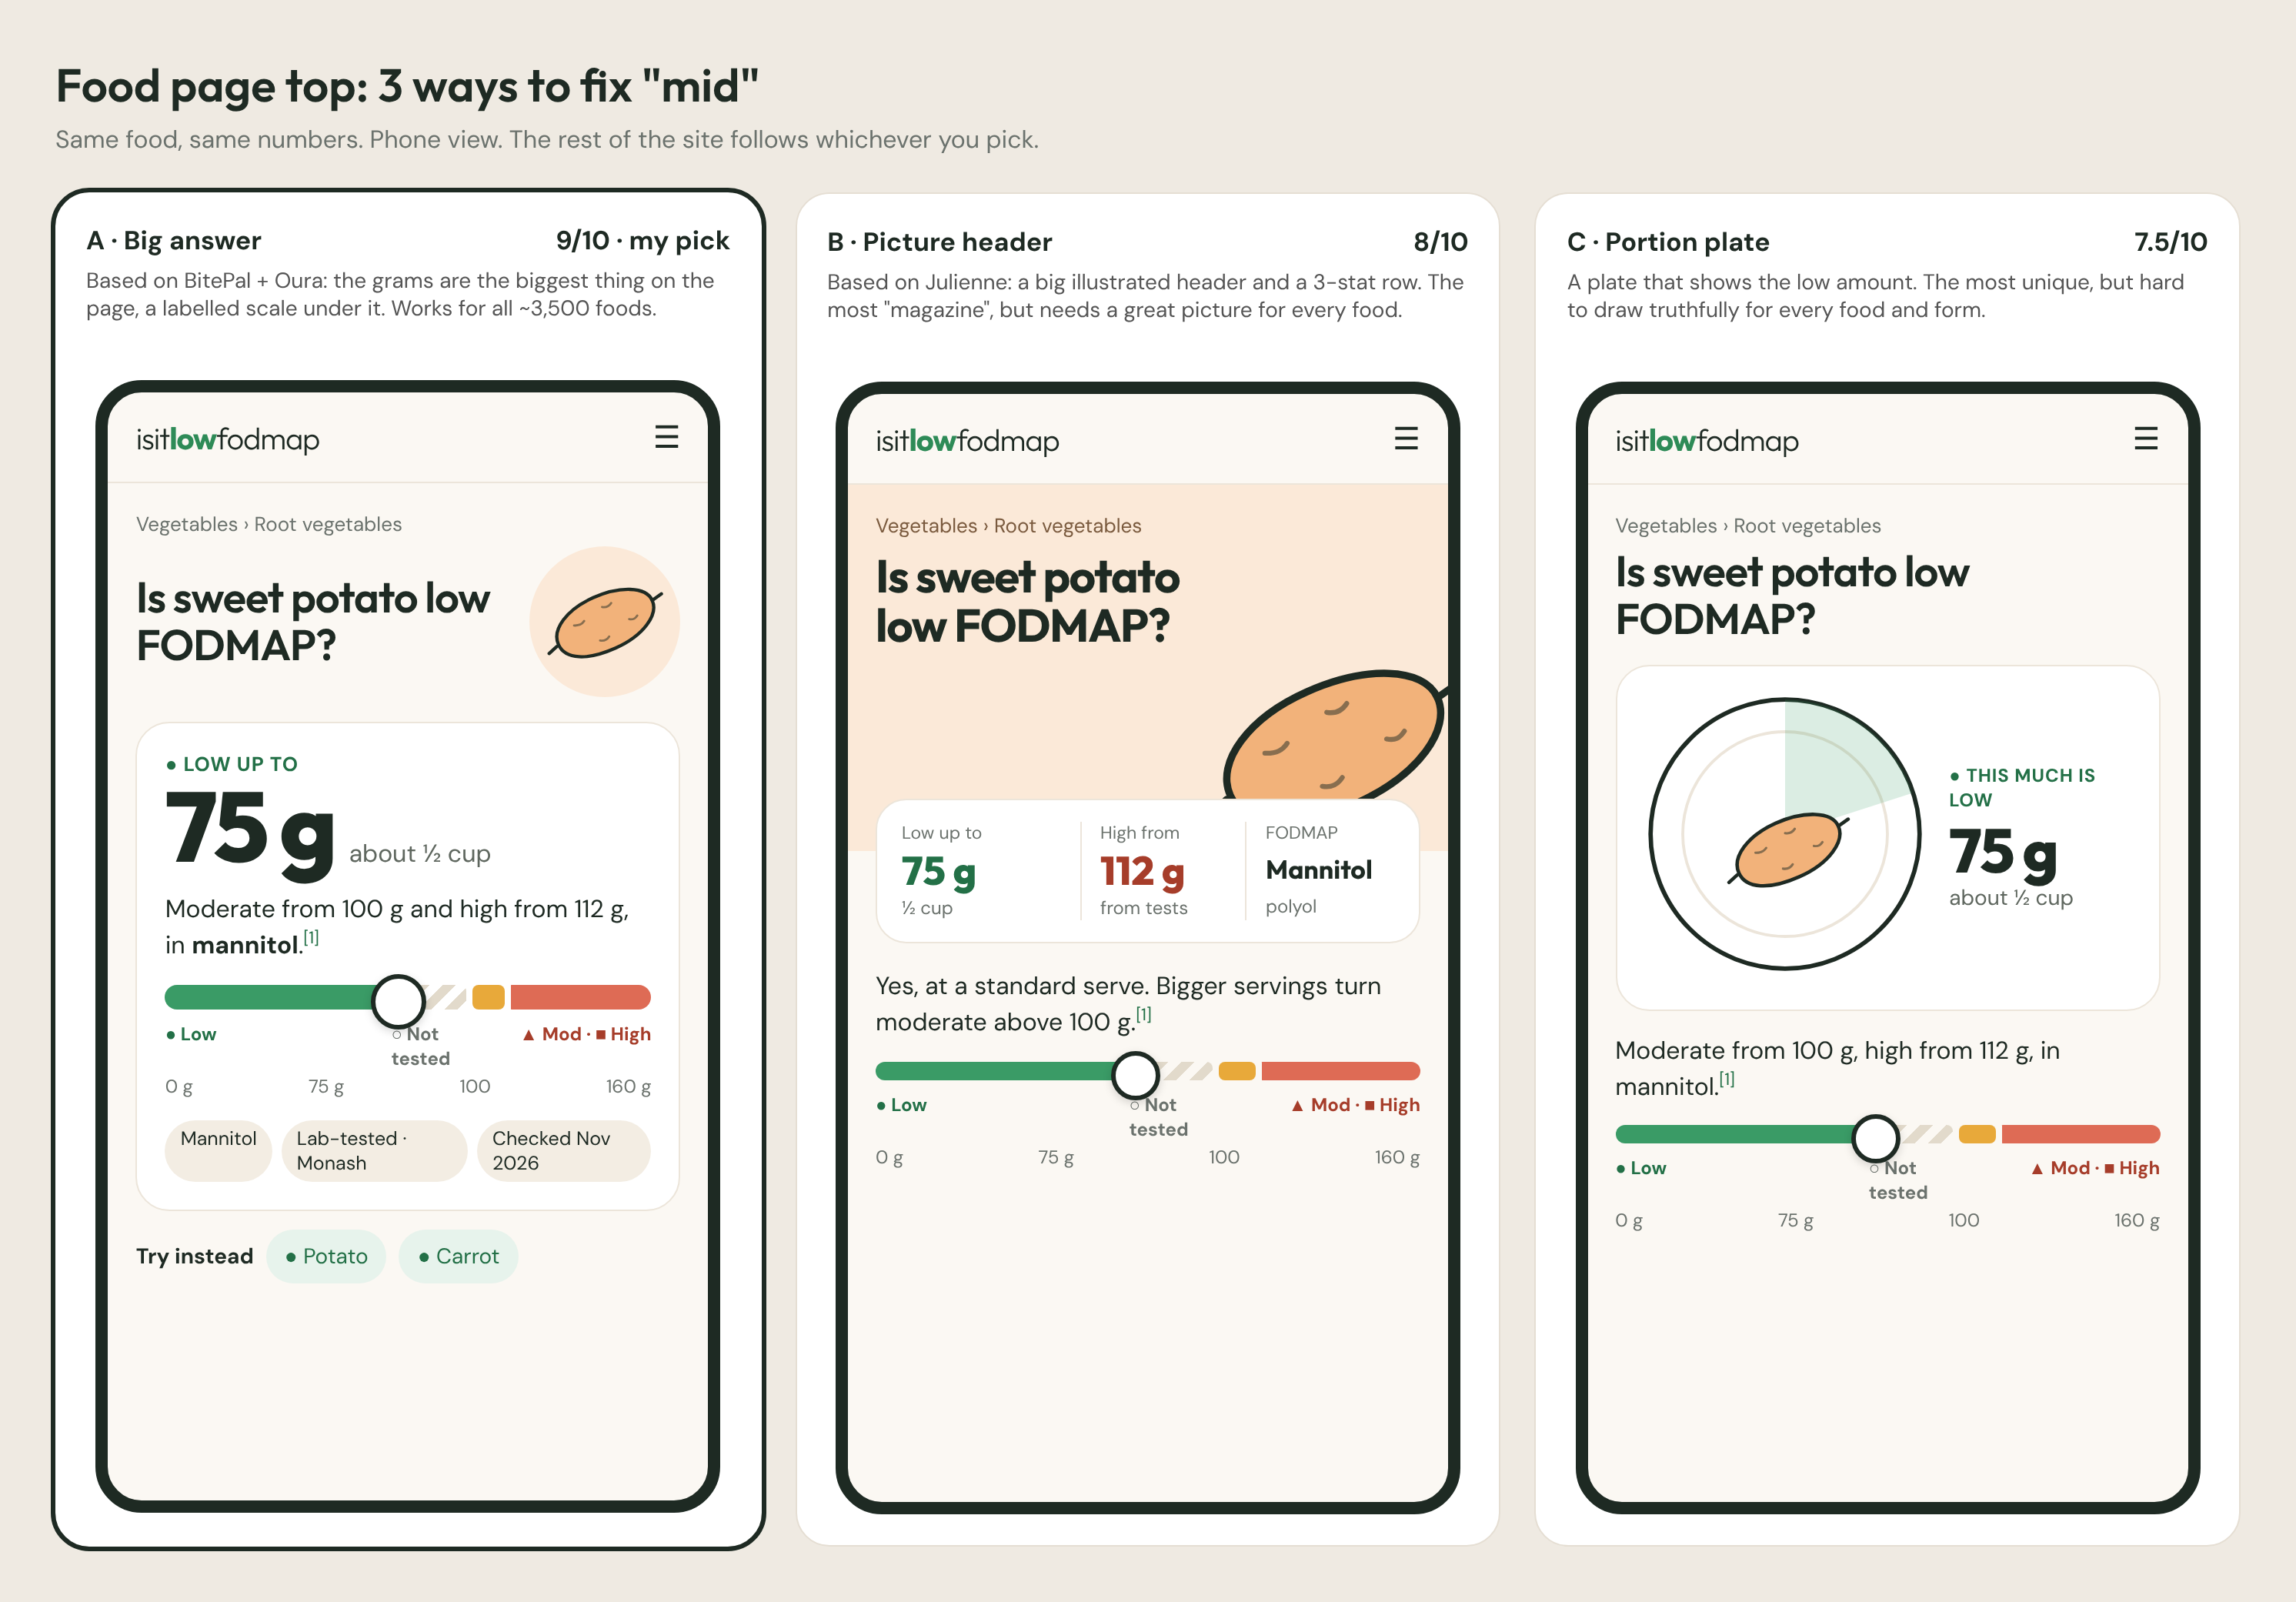 Food page top: 3 ways to fix "mid"
Same food, same numbers. Phone view. The rest of the site follows whichever you pick.
A · Big answer
9/10 · my pick
Based on BitePal + Oura: the grams are the biggest thing on the
page, a labelled scale under it. Works for all ~3,500 foods.
isitlowfodmap
☰
Vegetables › Root vegetables
Is sweet potato low
FODMAP?
● LOW UP TO
75 g about ½ cup
Moderate from 100 g and high from 112 g,
in mannitol.[1]
● Low
○ Not
tested
▲ Mod · ■ High
0 g
75 g
100
160 g
Mannitol
Lab-tested ·
Monash
Checked Nov
2026
Try instead
● Potato
● Carrot
B · Picture header
8/10
Based on Julienne: a big illustrated header and a 3-stat row. The
most "magazine", but needs a great picture for every food.
isitlowfodmap
☰
Vegetables › Root vegetables
Is sweet potato
low FODMAP?
Low up to
75 g
½ cup
High from
112 g
from tests
FODMAP
Mannitol
polyol
Yes, at a standard serve. Bigger servings turn
moderate above 100 g.[1]
● Low
○ Not
tested
▲ Mod · ■ High
0 g
75 g
100
160 g
C · Portion plate
7.5/10
A plate that shows the low amount. The most unique, but hard
to draw truthfully for every food and form.
isitlowfodmap
☰
Vegetables › Root vegetables
Is sweet potato low
FODMAP?
● THIS MUCH IS
LOW
75 g
about ½ cup
Moderate from 100 g, high from 112 g, in
mannitol.[1]
● Low
○ Not
tested
▲ Mod · ■ High
0 g
75 g
100
160 g